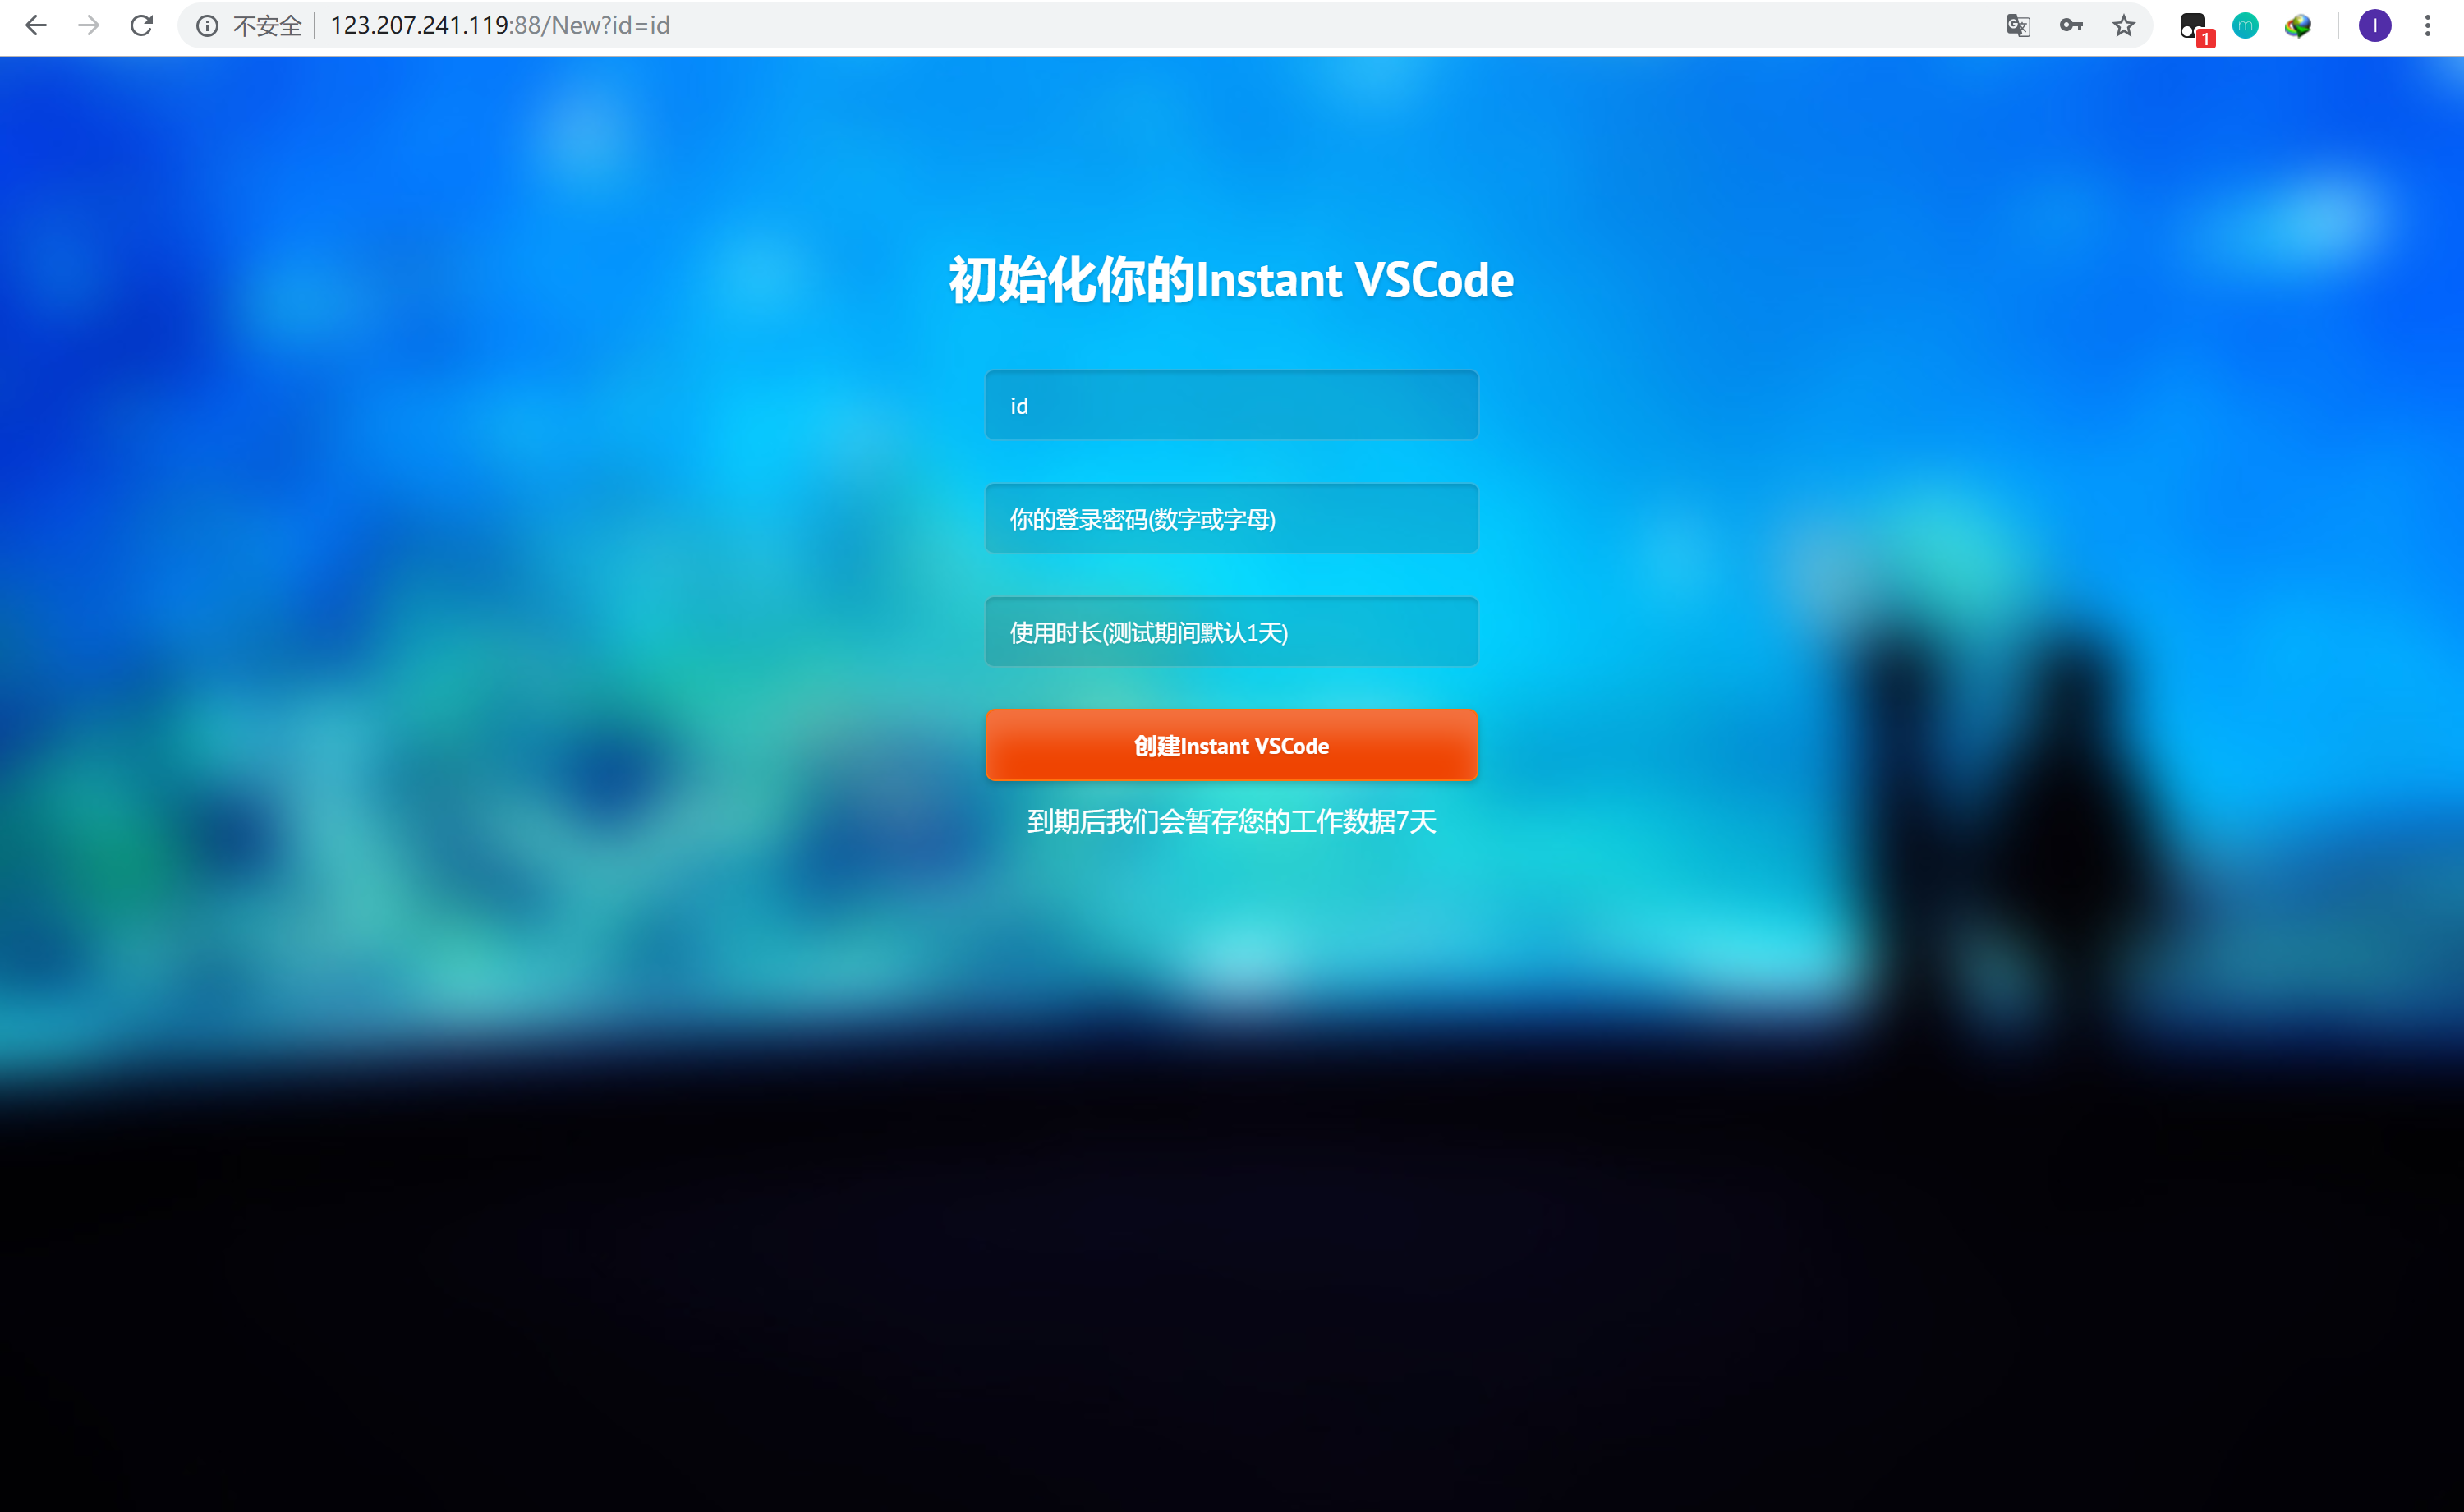 不安全 123.207.241.119:88/New?id=id
1
m
I
初始化你的Instant VSCode
id
你的登录密码(数字或字母)
使用时长(测试期间默认1天)
创建Instant VSCode
到期后我们会暂存您的工作数据7天